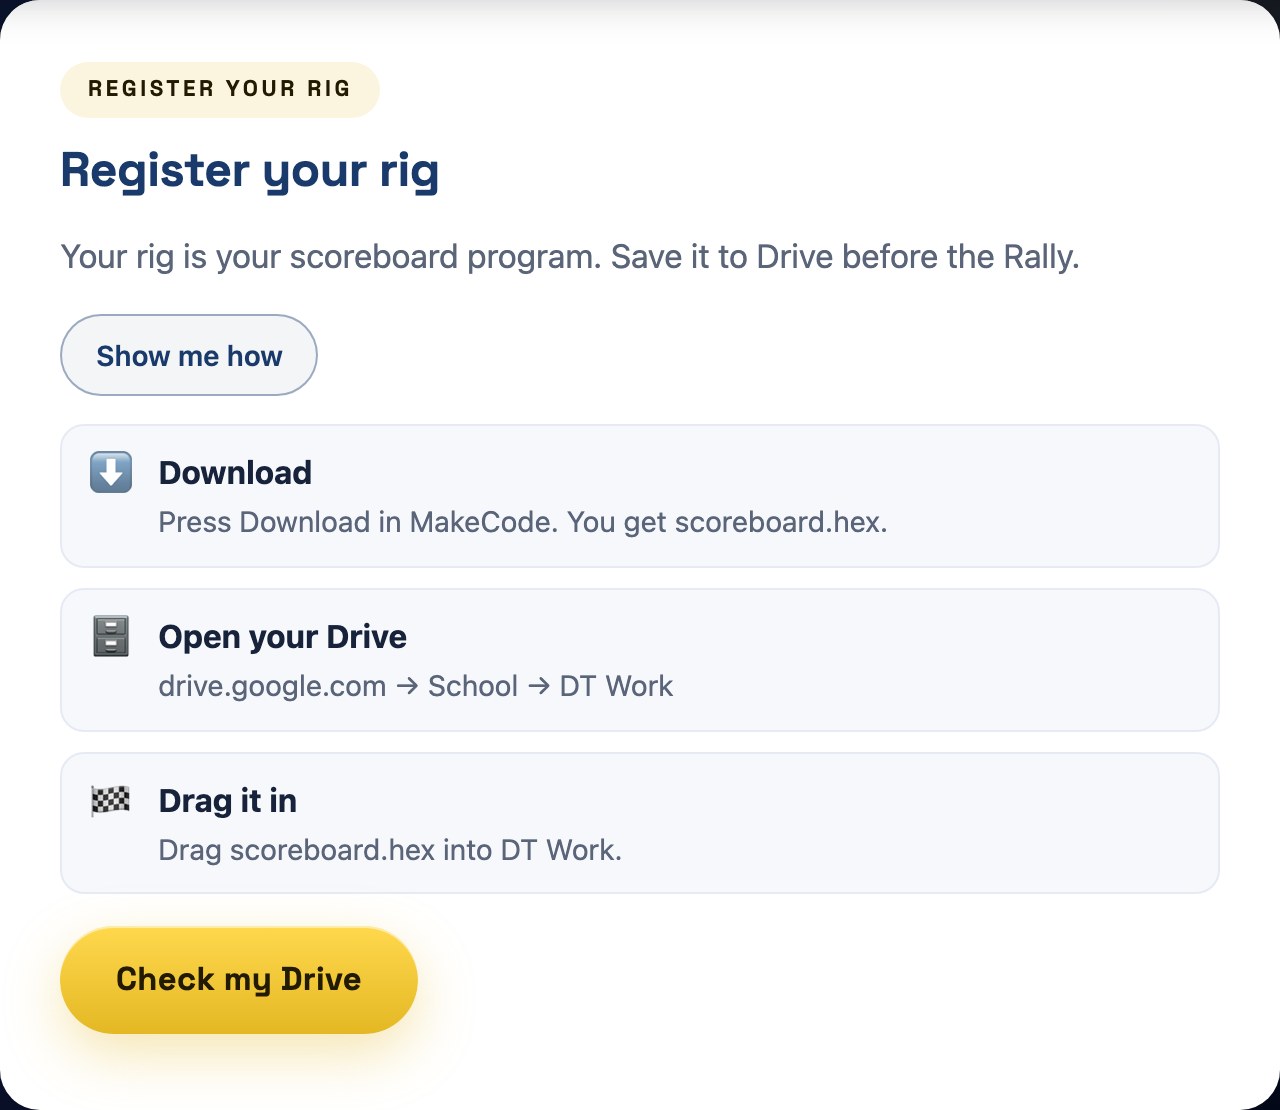 REGISTER YOUR RIG
Register your rig
Your rig is your scoreboard program. Save it to Drive before the Rally.
Show me how
Download
Press Download in MakeCode. You get scoreboard.hex.
Open your Drive
drive.google.com → School → DT Work
Drag it in
Drag scoreboard.hex into DT Work.
Check my Drive